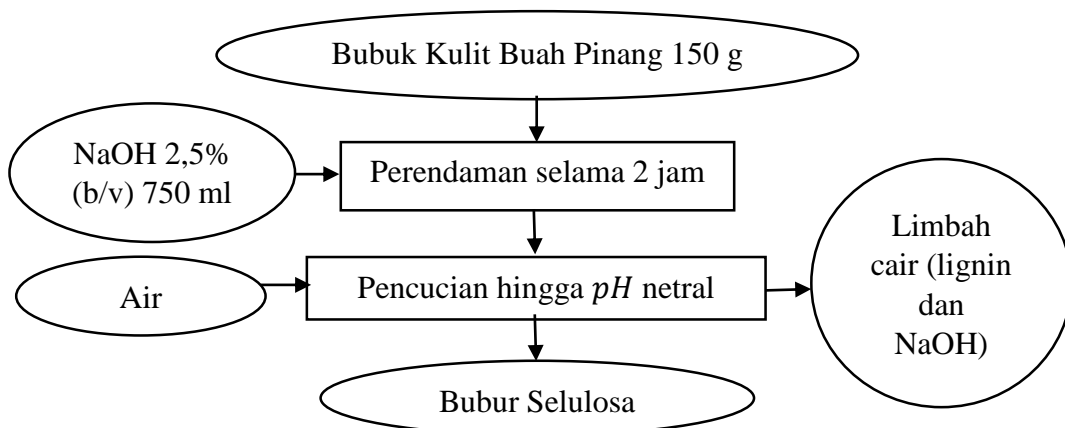 Bubuk Kulit Buah Pinang 150 g
NaOH 2,5%
(b/v) 750 ml
Perendaman selama 2 jam
Air
Pencucian hingga pH netral
Limbah
cair (lignin
dan
NaOH)
Bubur Selulosa